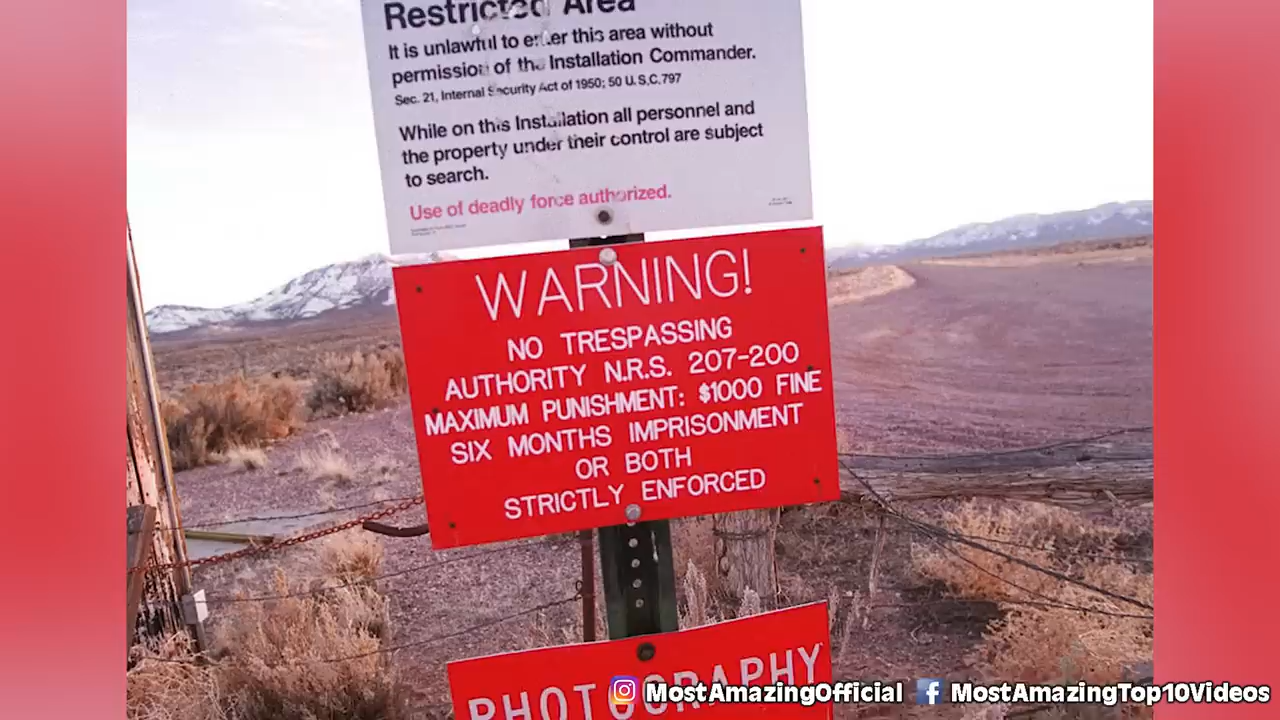 Restricted Area
It is unlawful to enter this area without
permission of the Installation Commander.
Sec. 21, Internal Security Act of 1950; 50 U.S.C. 797
While on this Installation all personnel and
the property under their control are subject
to search.
Use of deadly force authorized.
WARNING!
NO TRESPASSING
AUTHORITY N.R.S. 207-200
MAXIMUM PUNISHMENT: $1000 FINE
SIX MONTHS IMPRISONMENT
OR BOTH
STRICTLY ENFORCED
PHOTOGRAPHY
MostAmazingOfficial MostAmazingTop10Videos